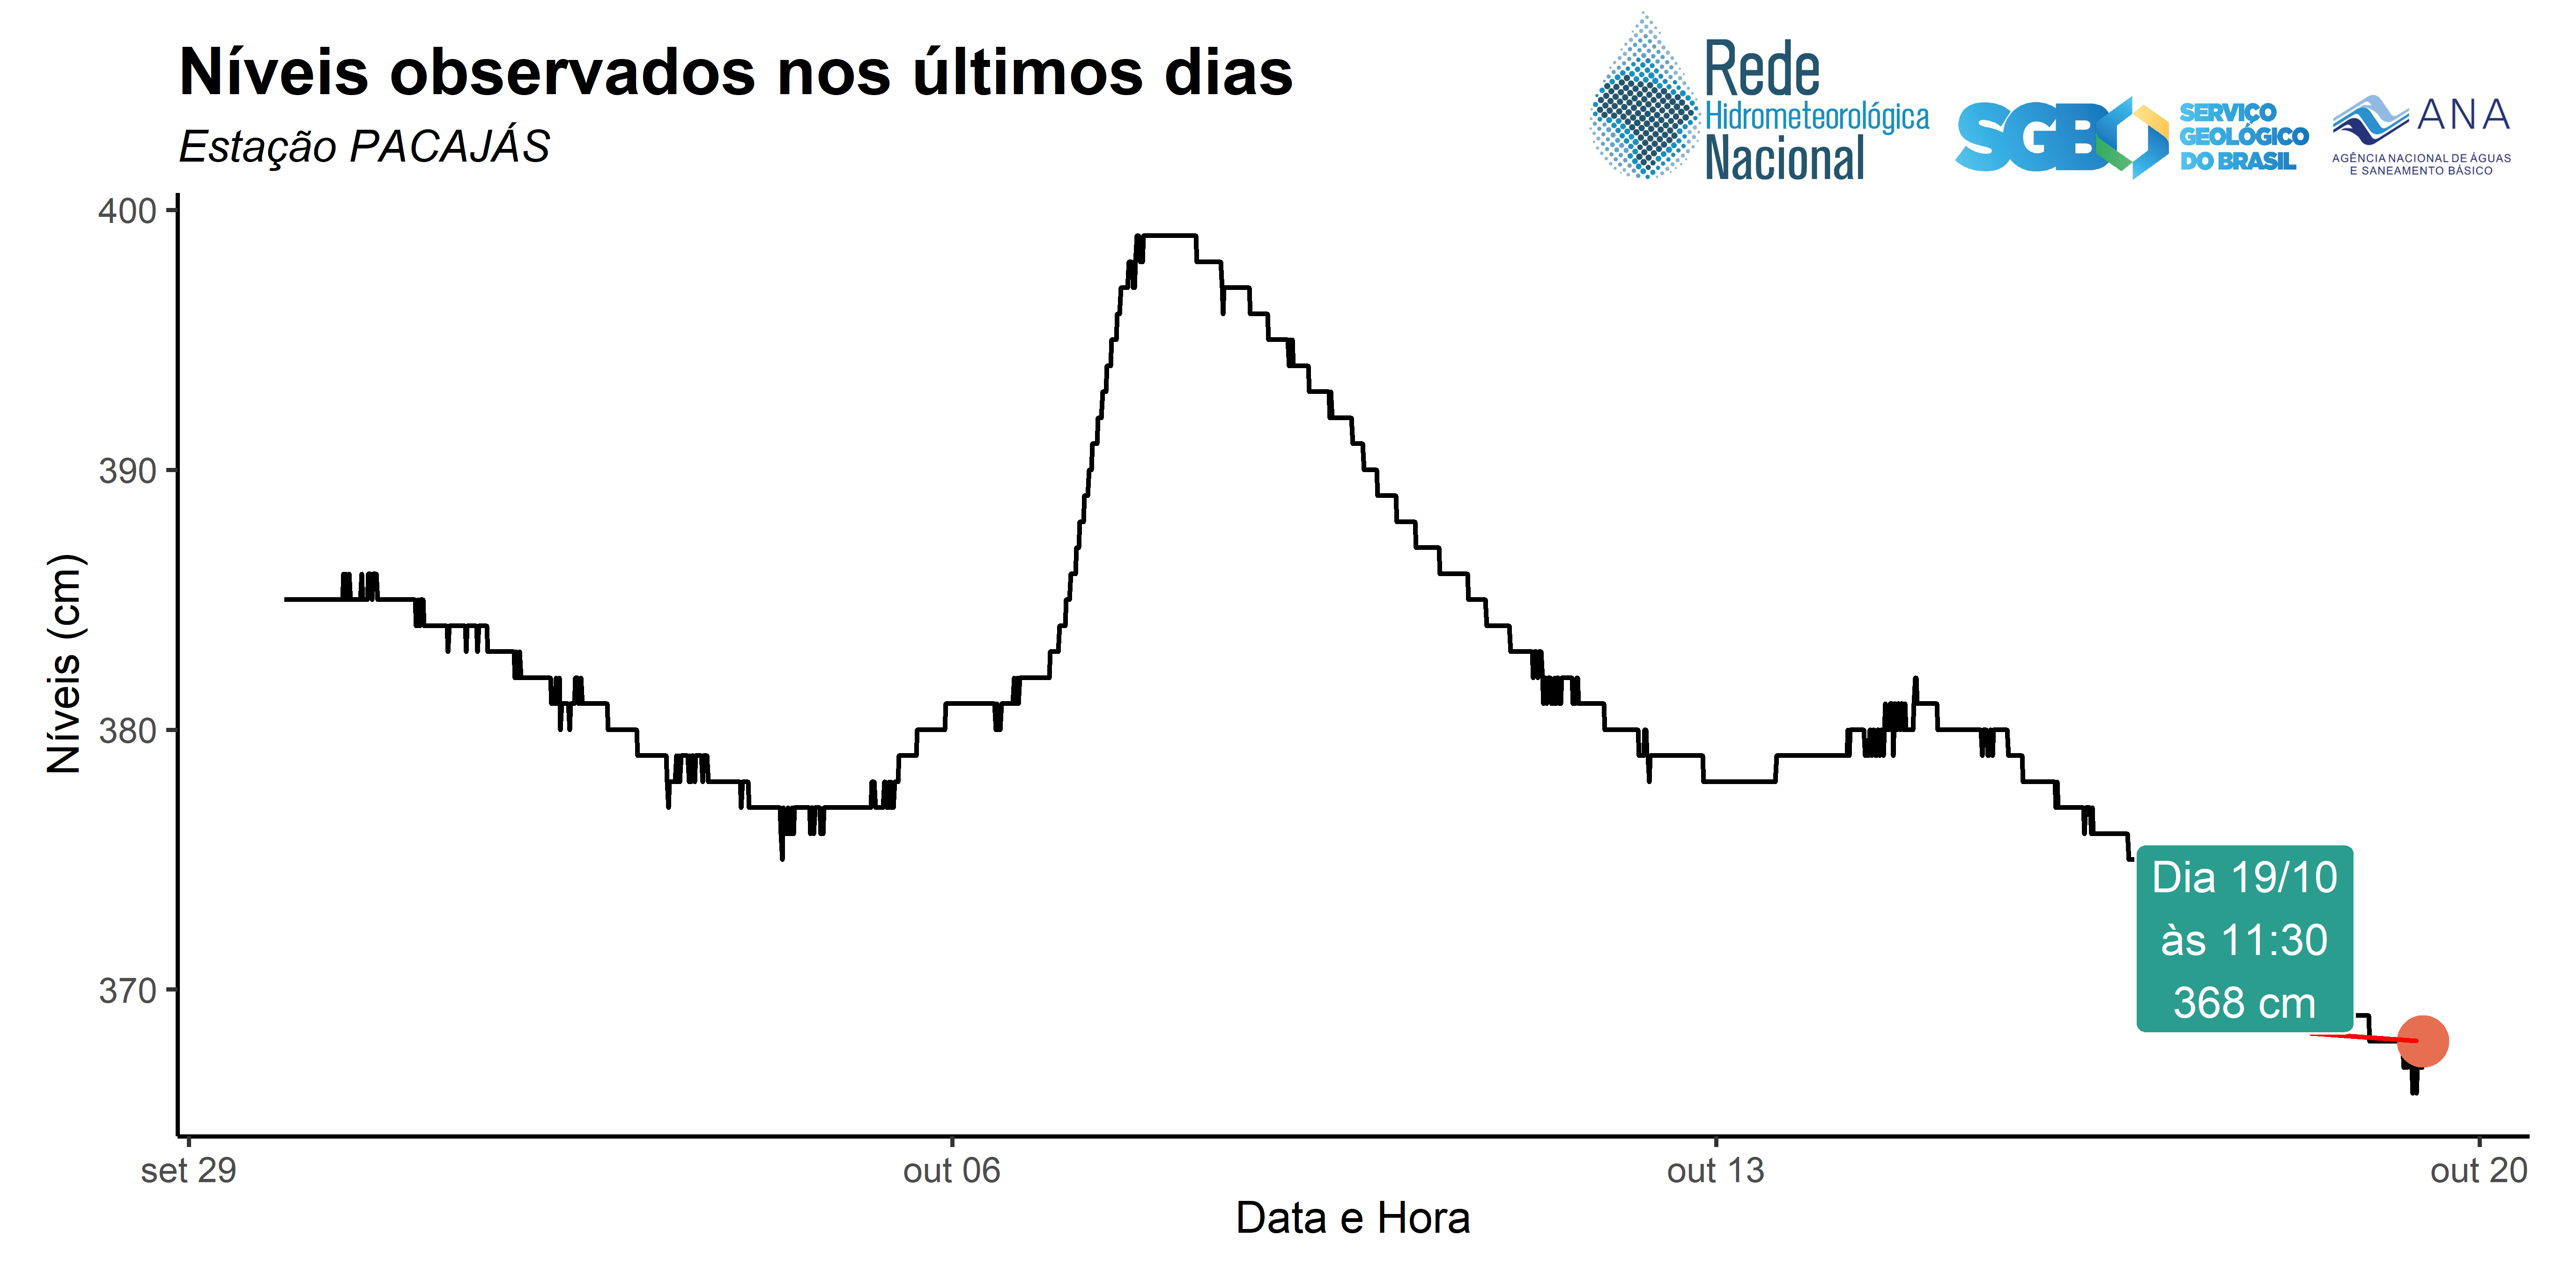 Níveis observados nos últimos dias
Estação PACAJÁS
Rede
Hidrometeorológica
Nacional
SGB
SERVIÇO
GEOLÓGICO
DO BRASIL
ANA
AGÊNCIA NACIONAL DE ÁGUAS
E SANEAMENTO BÁSICO
400
390
380
370
Níveis (cm)
Dia 19/10
às 11:30
368 cm
set 29
out 06
out 13
out 20
Data e Hora